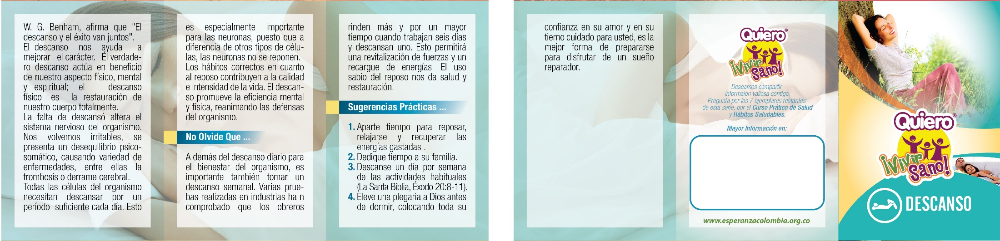 W. G. Benham, afirma que "El
descanso y el éxito van juntos".
El descanso nos ayuda a
mejorar el carácter. Él verdade-
ro descanso actúa en beneficio
de nuestro aspecto físico, mental
y espiritual; el descanso
físico es la restauración de
nuestro cuerpo totalmente.
La falta de descansó altera el
sistema nervioso del organismo.
Nos volvemos irritables, se
presenta un desequilibrio psico-
somático, causando variedad de
enfermedades, entre ellas la
trombosis o derrame cerebral.
Todas las células del organismo
necesitan descansar por un
período suficiente cada día. Esto
es especialmente importante
para las neuronas, puesto que a
diferencia de otros tipos de célu-
las, las neuronas no se reponen.
Los hábitos correctos en cuanto
al reposo contribuyen a la calidad
e intensidad de la vida. El descan-
so promueve la eficiencia mental
y física, reanimando las defensas
del organismo.
No Olvide Que ...
A demás del descanso diario para
el bienestar del organismo, es
importante también tomar un
descanso semanal. Varias prue-
bas realizadas en industrias ha n
comprobado que los obreros
rinden más y por un mayor
tiempo cuando trabajan seis días
y descansan uno. Esto permitirá
una revitalización de fuerzas y un
recargue de energías. El uso
sabio del reposo nos da salud y
restauración.
Sugerencias Prácticas ...
1. Aparte tiempo para reposar,
relajarse y recuperar las
energías gastadas .
2. Dedique tiempo a su familia.
3. Descanse un día por semana
de las actividades habituales
(La Santa Biblia, Éxodo 20:8-11).
4. Eleve una plegaria a Dios antes
de dormir, colocando toda su
confianza en su amor y en su
tierno cuidado para usted, es la
mejor forma de prepararse
para disfrutar de un sueño
reparador.
Quiero®
¡Vivir
Sano!
Deseamos compartir
informaión valiosa contigo.
Pregunta por los 7 ejemplares restantes
de esta serie, por el Curso Prático de Salud
y Hábitos Saludables.
Mayor Información en:
www.esperanzacolombia.org.co
Quiero®
¡Vivir
Sano!
DESCANSO